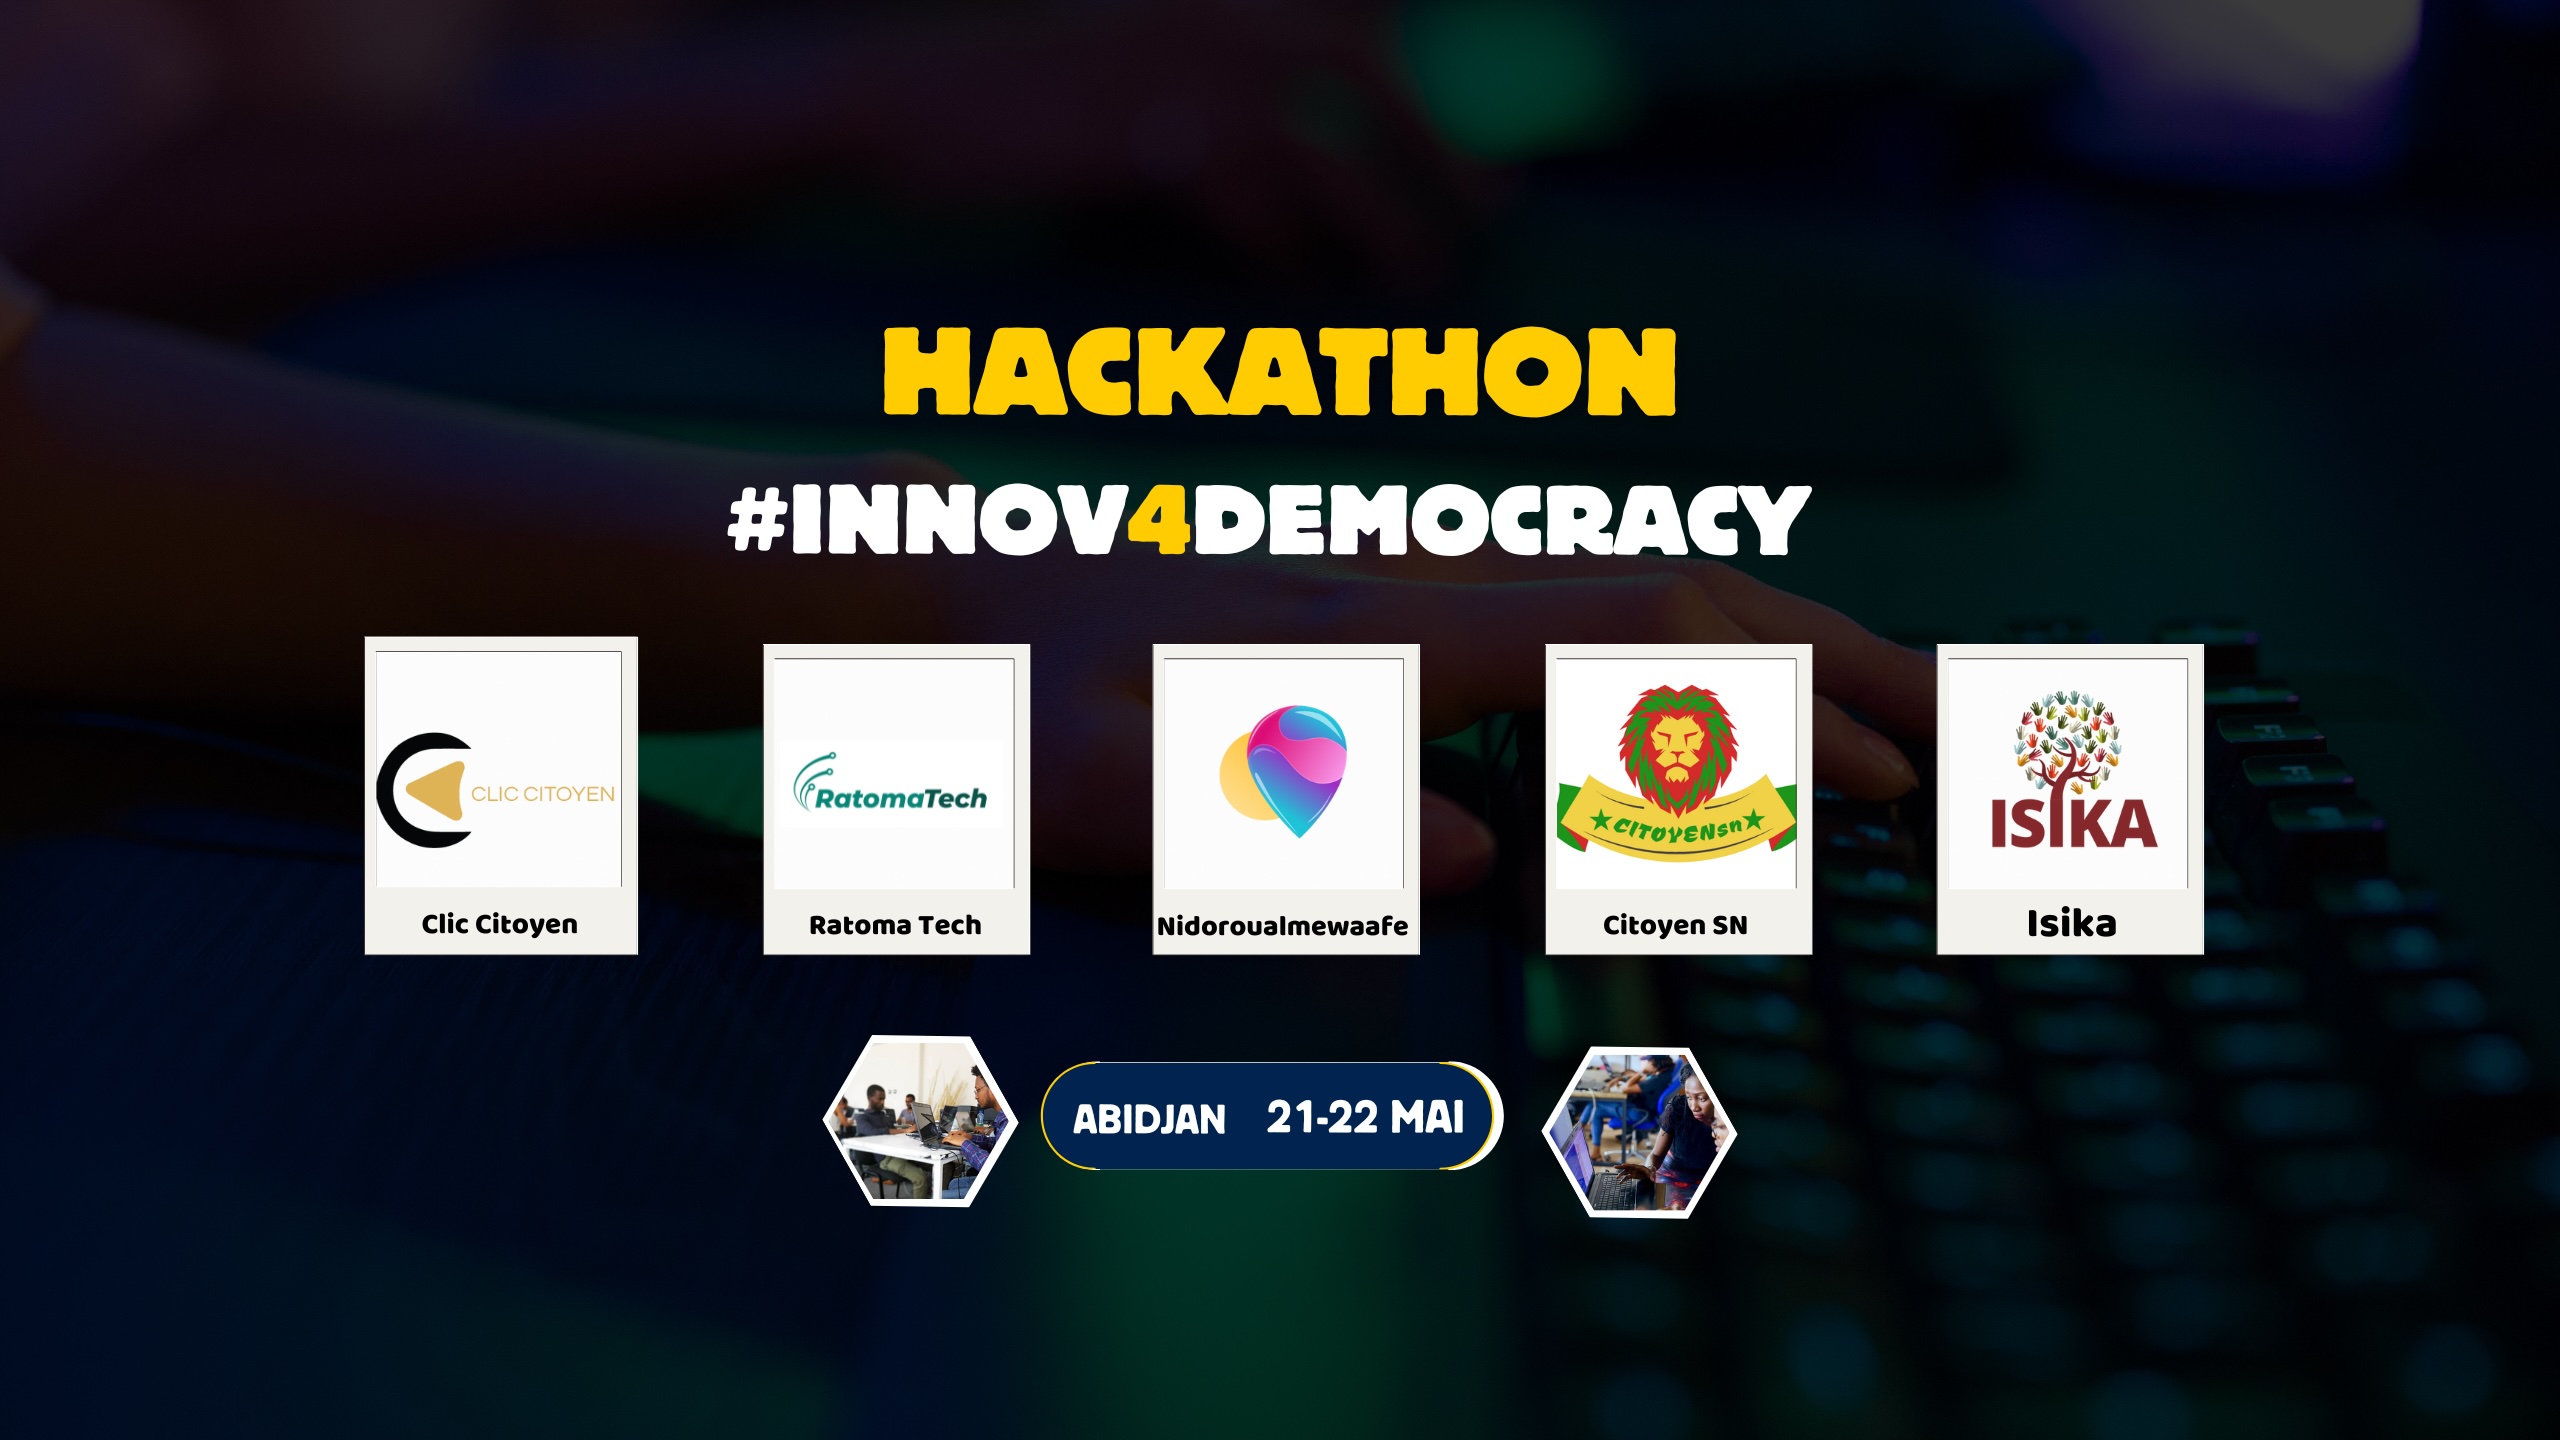 HACKATHON
#INNOV4DEMOCRACY
CLIC CITOYEN
RatomaTech
CITOYENsn
ISIKA
Clic Citoyen
Ratoma Tech
Nidoroualmewaafe
Citoyen SN
Isika
ABIDJAN 21-22 MAI